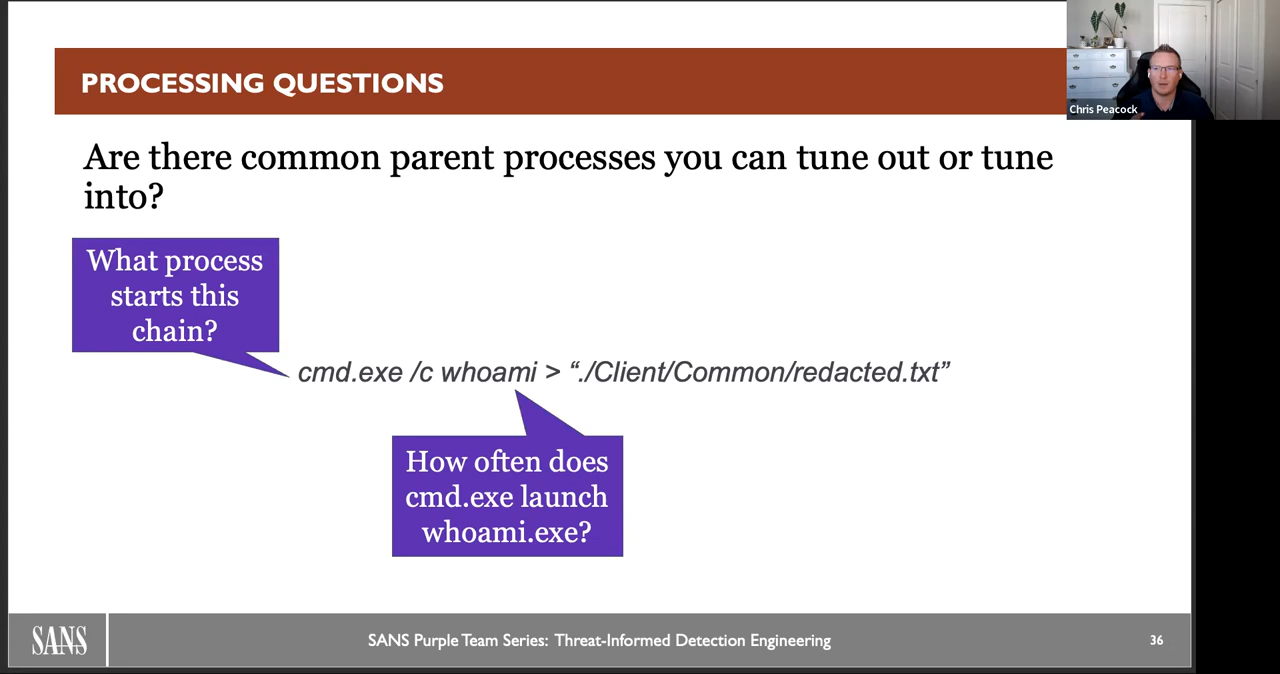 PROCESSING QUESTIONS
Chris Peacock
Are there common parent processes you can tune out or tune
into?
What process
starts this
chain?
cmd.exe /c whoami > “./Client/Common/redacted.txt”
How often does
cmd.exe launch
whoami.exe?
SANS
SANS Purple Team Series: Threat-Informed Detection Engineering
36